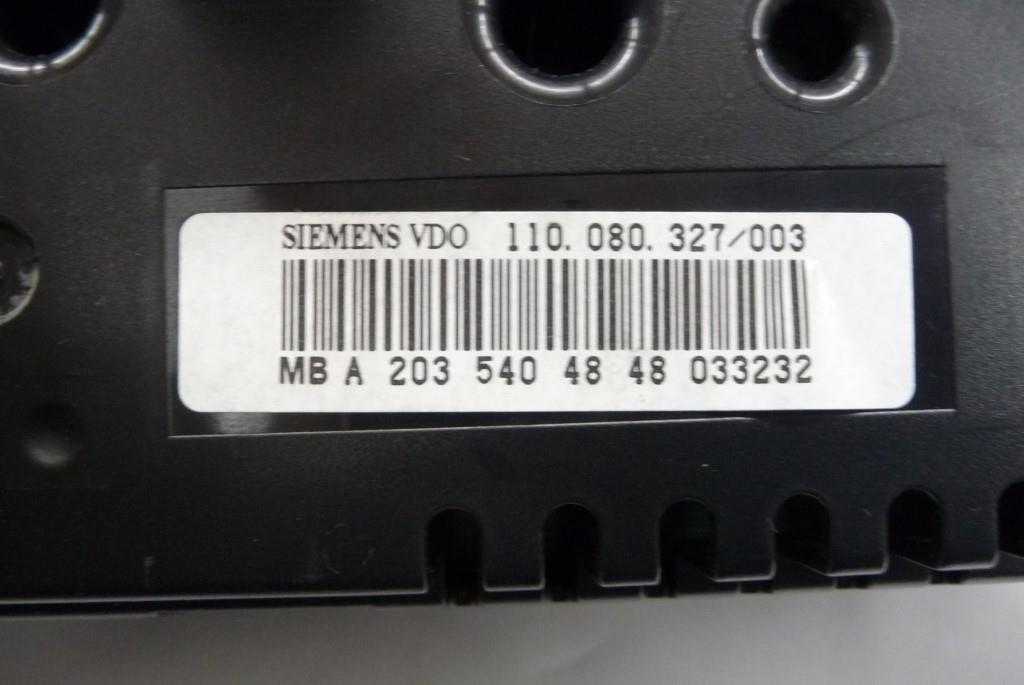 SIEMENS VDO 110.080.327/003
MB A 203 540 48 48 033232